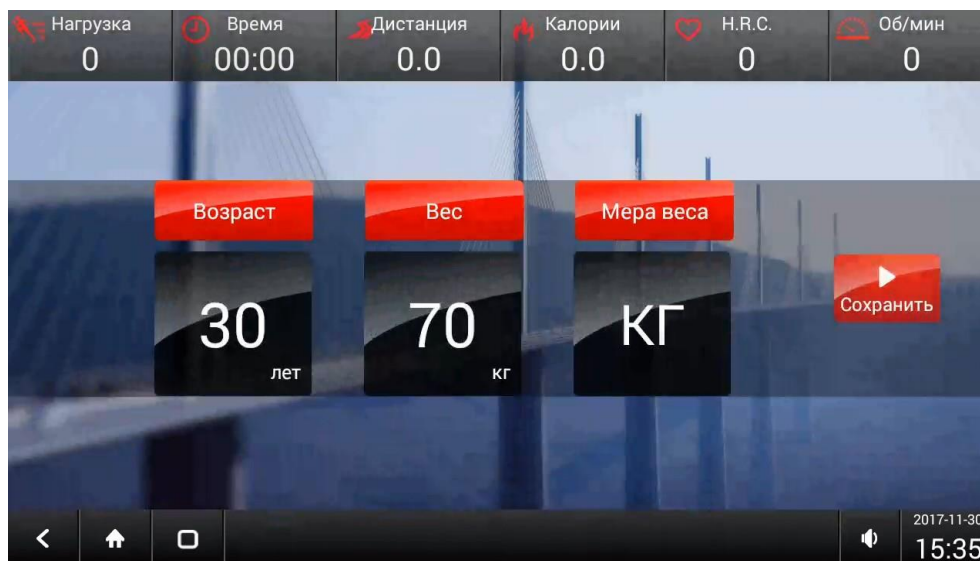 Нагрузка
0
Время
00:00
Дистанция
0.0
Калории
0.0
H.R.C.
0
Об/мин
0
Возраст
Вес
Мера веса
30
лет
70
кг
КГ
Сохранить
2017-11-30
15:35